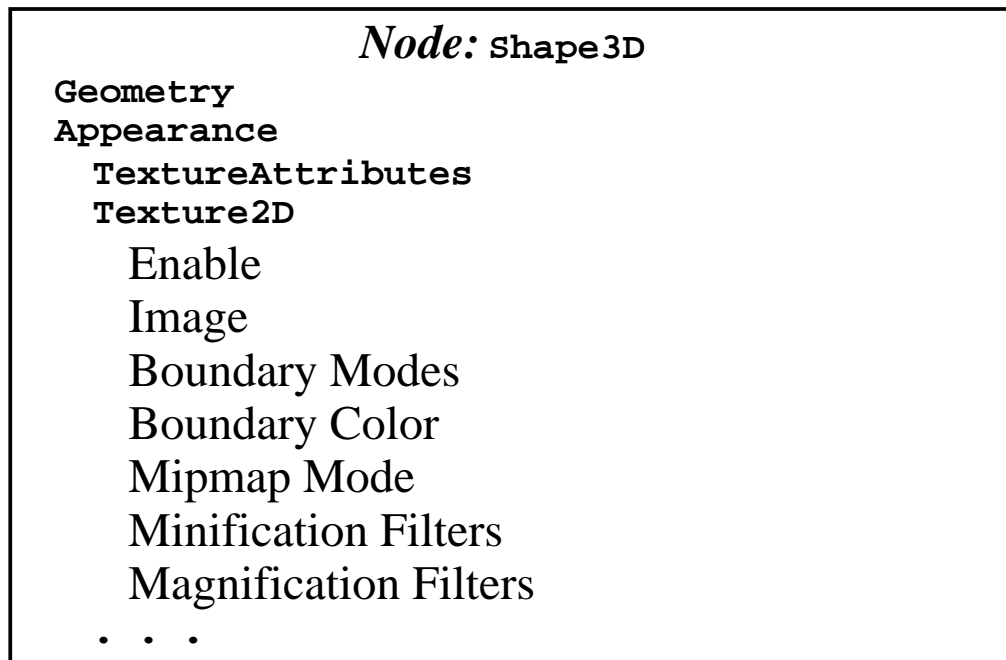 Node: Shape3D
Geometry
Appearance
TextureAttributes
Texture2D
Enable
Image
Boundary Modes
Boundary Color
Mipmap Mode
Minification Filters
Magnification Filters
. . .